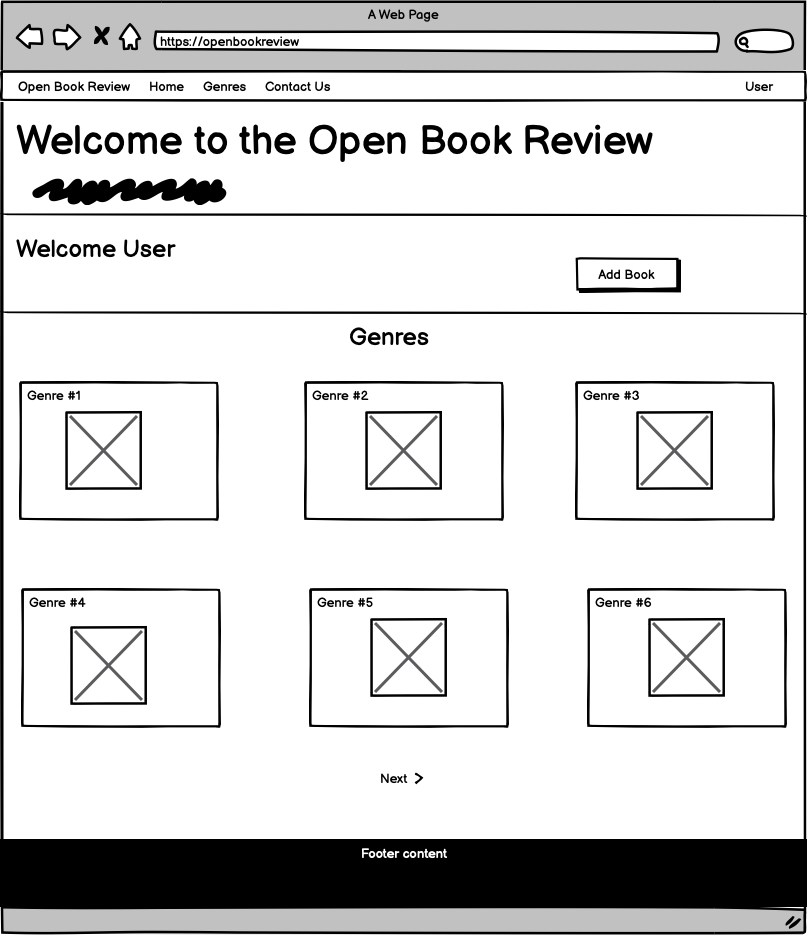 A Web Page
https://openbookreview
Open Book Review Home Genres Contact Us User
Welcome to the Open Book Review
Welcome User
Add Book
Genres
Genre #1 Genre #2 Genre #3
Genre #4 Genre #5 Genre #6
Next >
Footer content